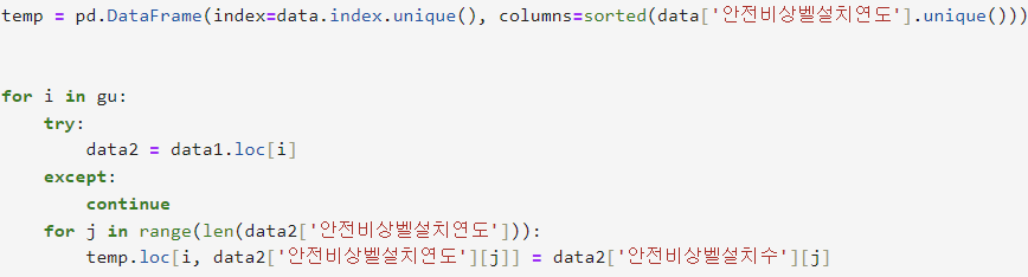 temp = pd.DataFrame(index=data.index.unique(), columns=sorted(data['안전비상벨설치연도'].unique()))
for i in gu:
    try:
        data2 = data1.loc[i]
    except:
        continue
    for j in range(len(data2['안전비상벨설치연도'])):
        temp.loc[i, data2['안전비상벨설치연도'][j]] = data2['안전비상벨설치수'][j]